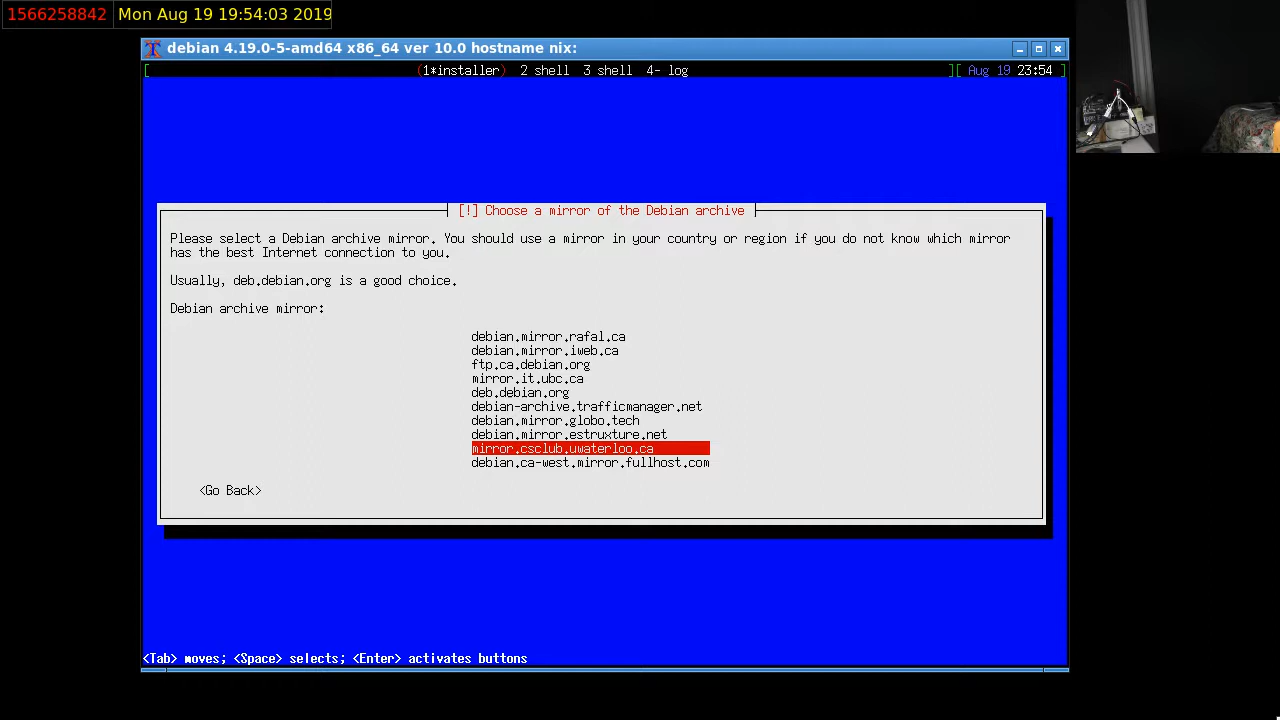 1566258842 Mon Aug 19 19:54:03 2019
debian 4.19.0-5-amd64 x86_64 ver 10.0 hostname nix:
[ (1*installer) 2 shell 3 shell 4- log ][ Aug 19 23:54 ]
[!] Choose a mirror of the Debian archive
Please select a Debian archive mirror. You should use a mirror in your country or region if you do not know which mirror
has the best Internet connection to you.
Usually, deb.debian.org is a good choice.
Debian archive mirror:
debian.mirror.rafal.ca
debian.mirror.iweb.ca
ftp.ca.debian.org
mirror.it.ubc.ca
deb.debian.org
debian-archive.trafficmanager.net
debian.mirror.globo.tech
debian.mirror.estruxture.net
mirror.csclub.uwaterloo.ca
debian.ca-west.mirror.fullhost.com
<Go Back>
<Tab> moves; <Space> selects; <Enter> activates buttons